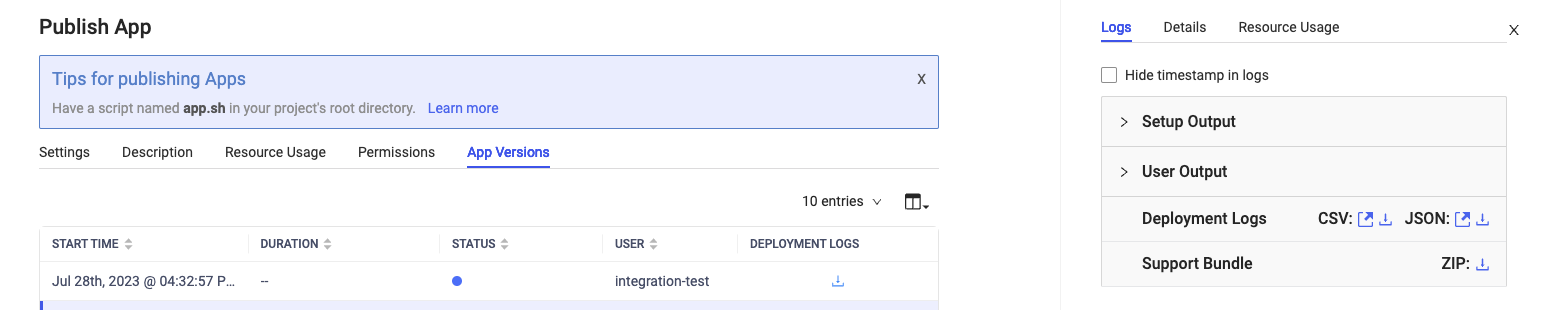 Publish App
Tips for publishing Apps
X
Have a script named app.sh in your project's root directory. Learn more
Settings Description Resource Usage Permissions App Versions
10 entries
START TIME DURATION STATUS USER DEPLOYMENT LOGS
Jul 28th, 2023 @ 04:32:57 P... -- integration-test
Logs Details Resource Usage X
Hide timestamp in logs
Setup Output
User Output
Deployment Logs CSV: JSON:
Support Bundle ZIP: